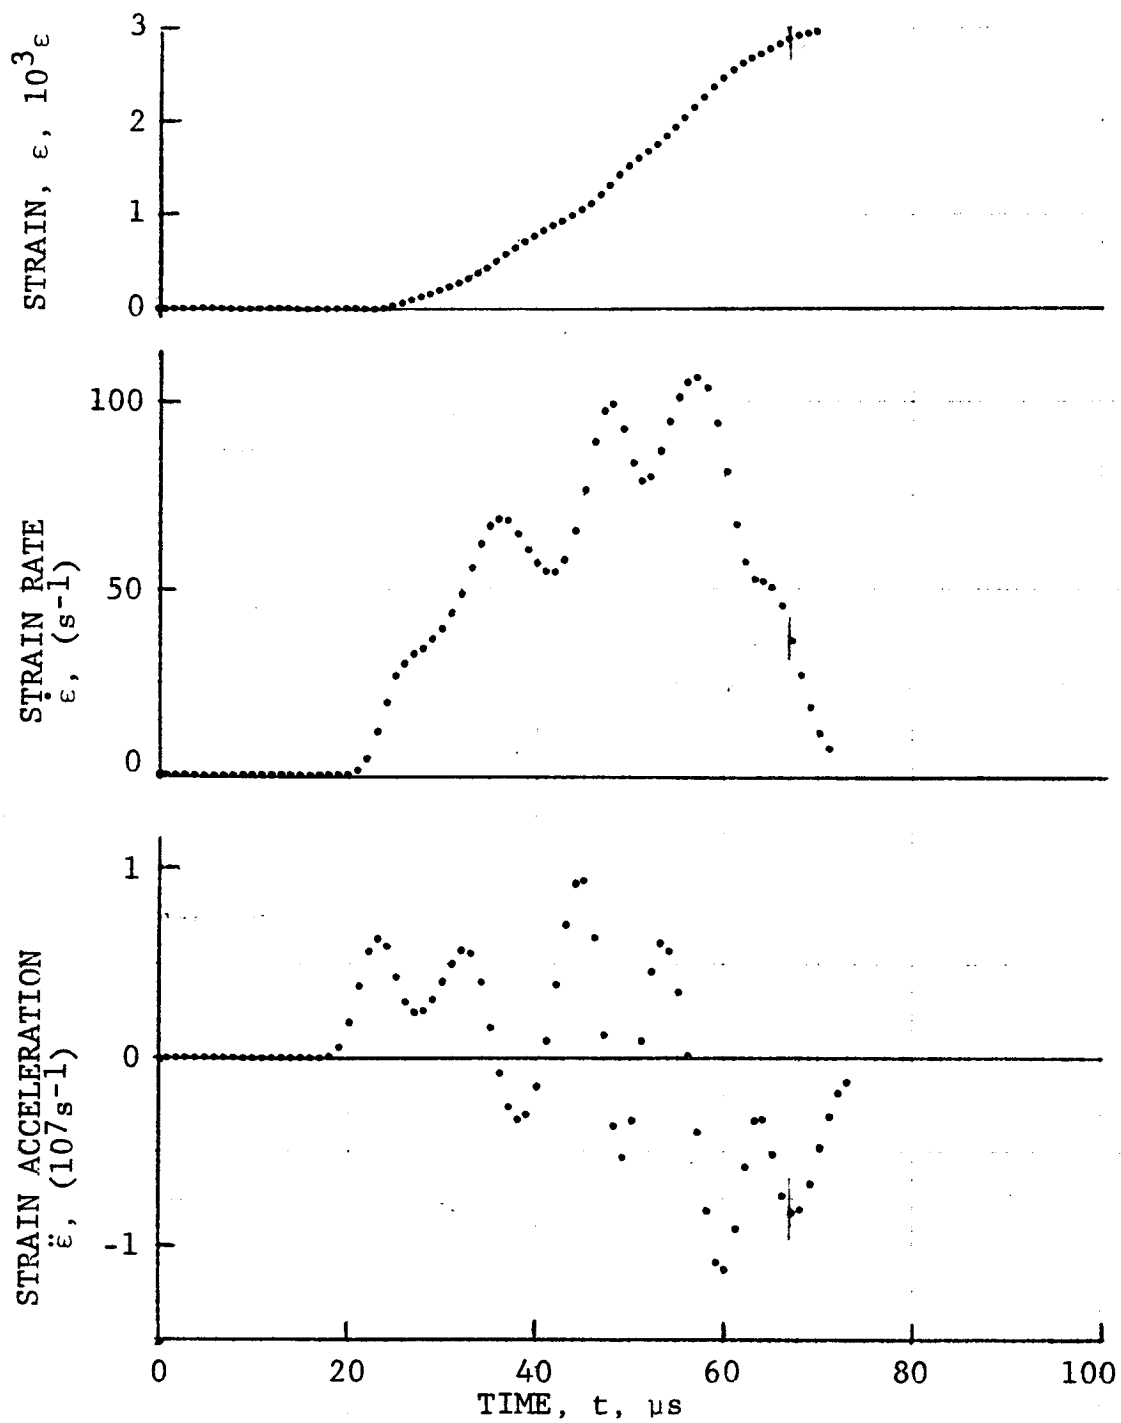 3
2
1
0
STRAIN, ε, 10³ε
100
50
0
STRAIN RATE
ε̇, (s-1)
1
0
-1
STRAIN ACCELERATION
ε̈, (107s-1)
0 20 40 60 80 100
TIME, t, µs